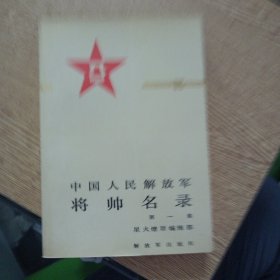 中国人民解放军
将帅名录
第一集
星火燎原编辑部
解放军出版社